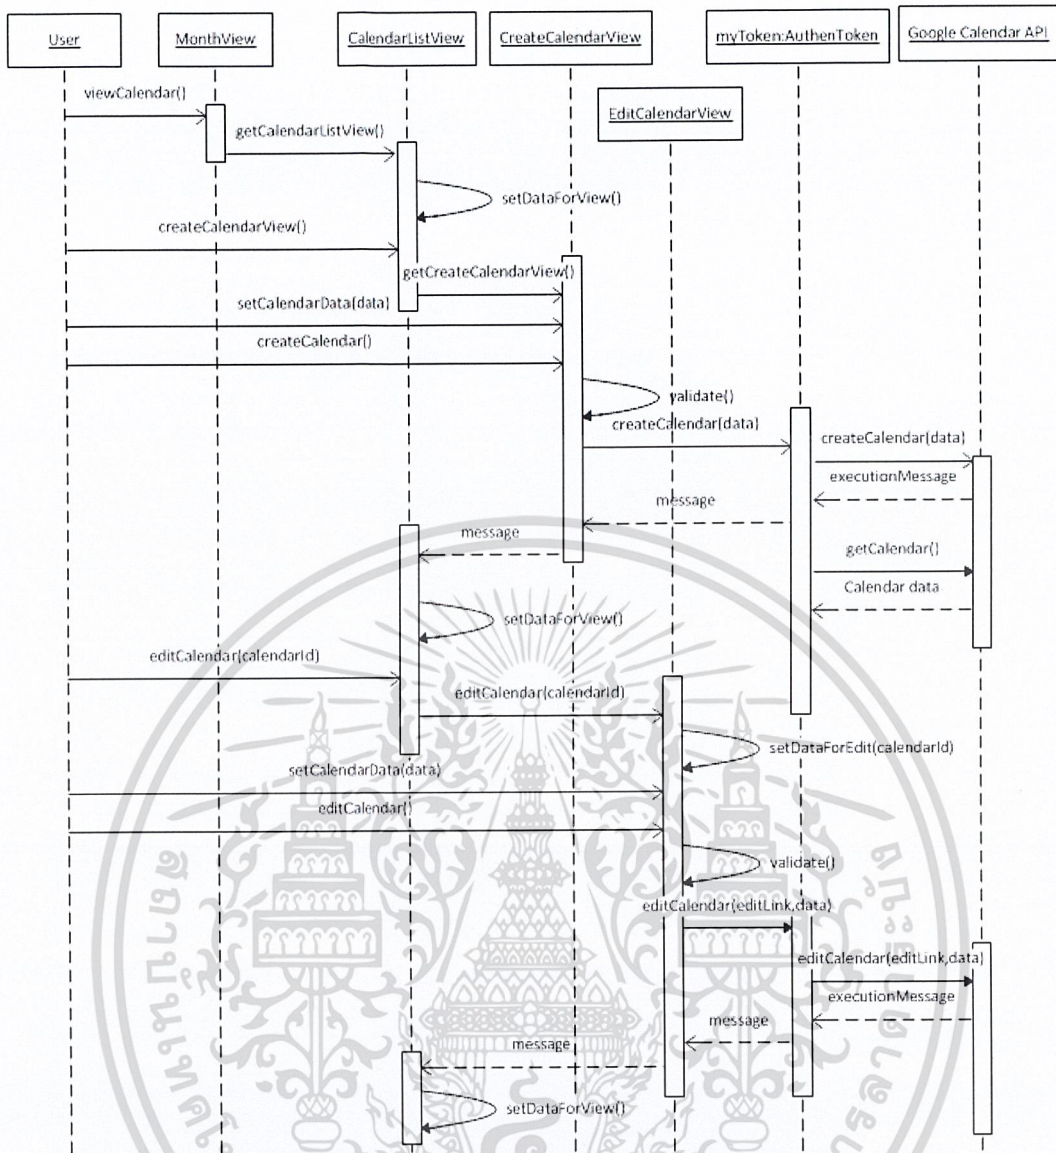 User
MonthView
CalendarListView
CreateCalendarView
myToken:AuthenToken
Google Calendar API
EditCalendarView
viewCalendar()
getCalendarListView()
setDataForView()
createCalendarView()
getCreateCalendarView()
setCalendarData(data)
createCalendar()
validate()
createCalendar(data)
createCalendar(data)
executionMessage
message
message
getCalendar()
Calendar data
setDataForView()
editCalendar(calendarId)
editCalendar(calendarId)
setDataForEdit(calendarId)
setCalendarData(data)
editCalendar()
validate()
editCalendar(editLink,data)
editCalendar(editLink,data)
executionMessage
message
message
setDataForView()